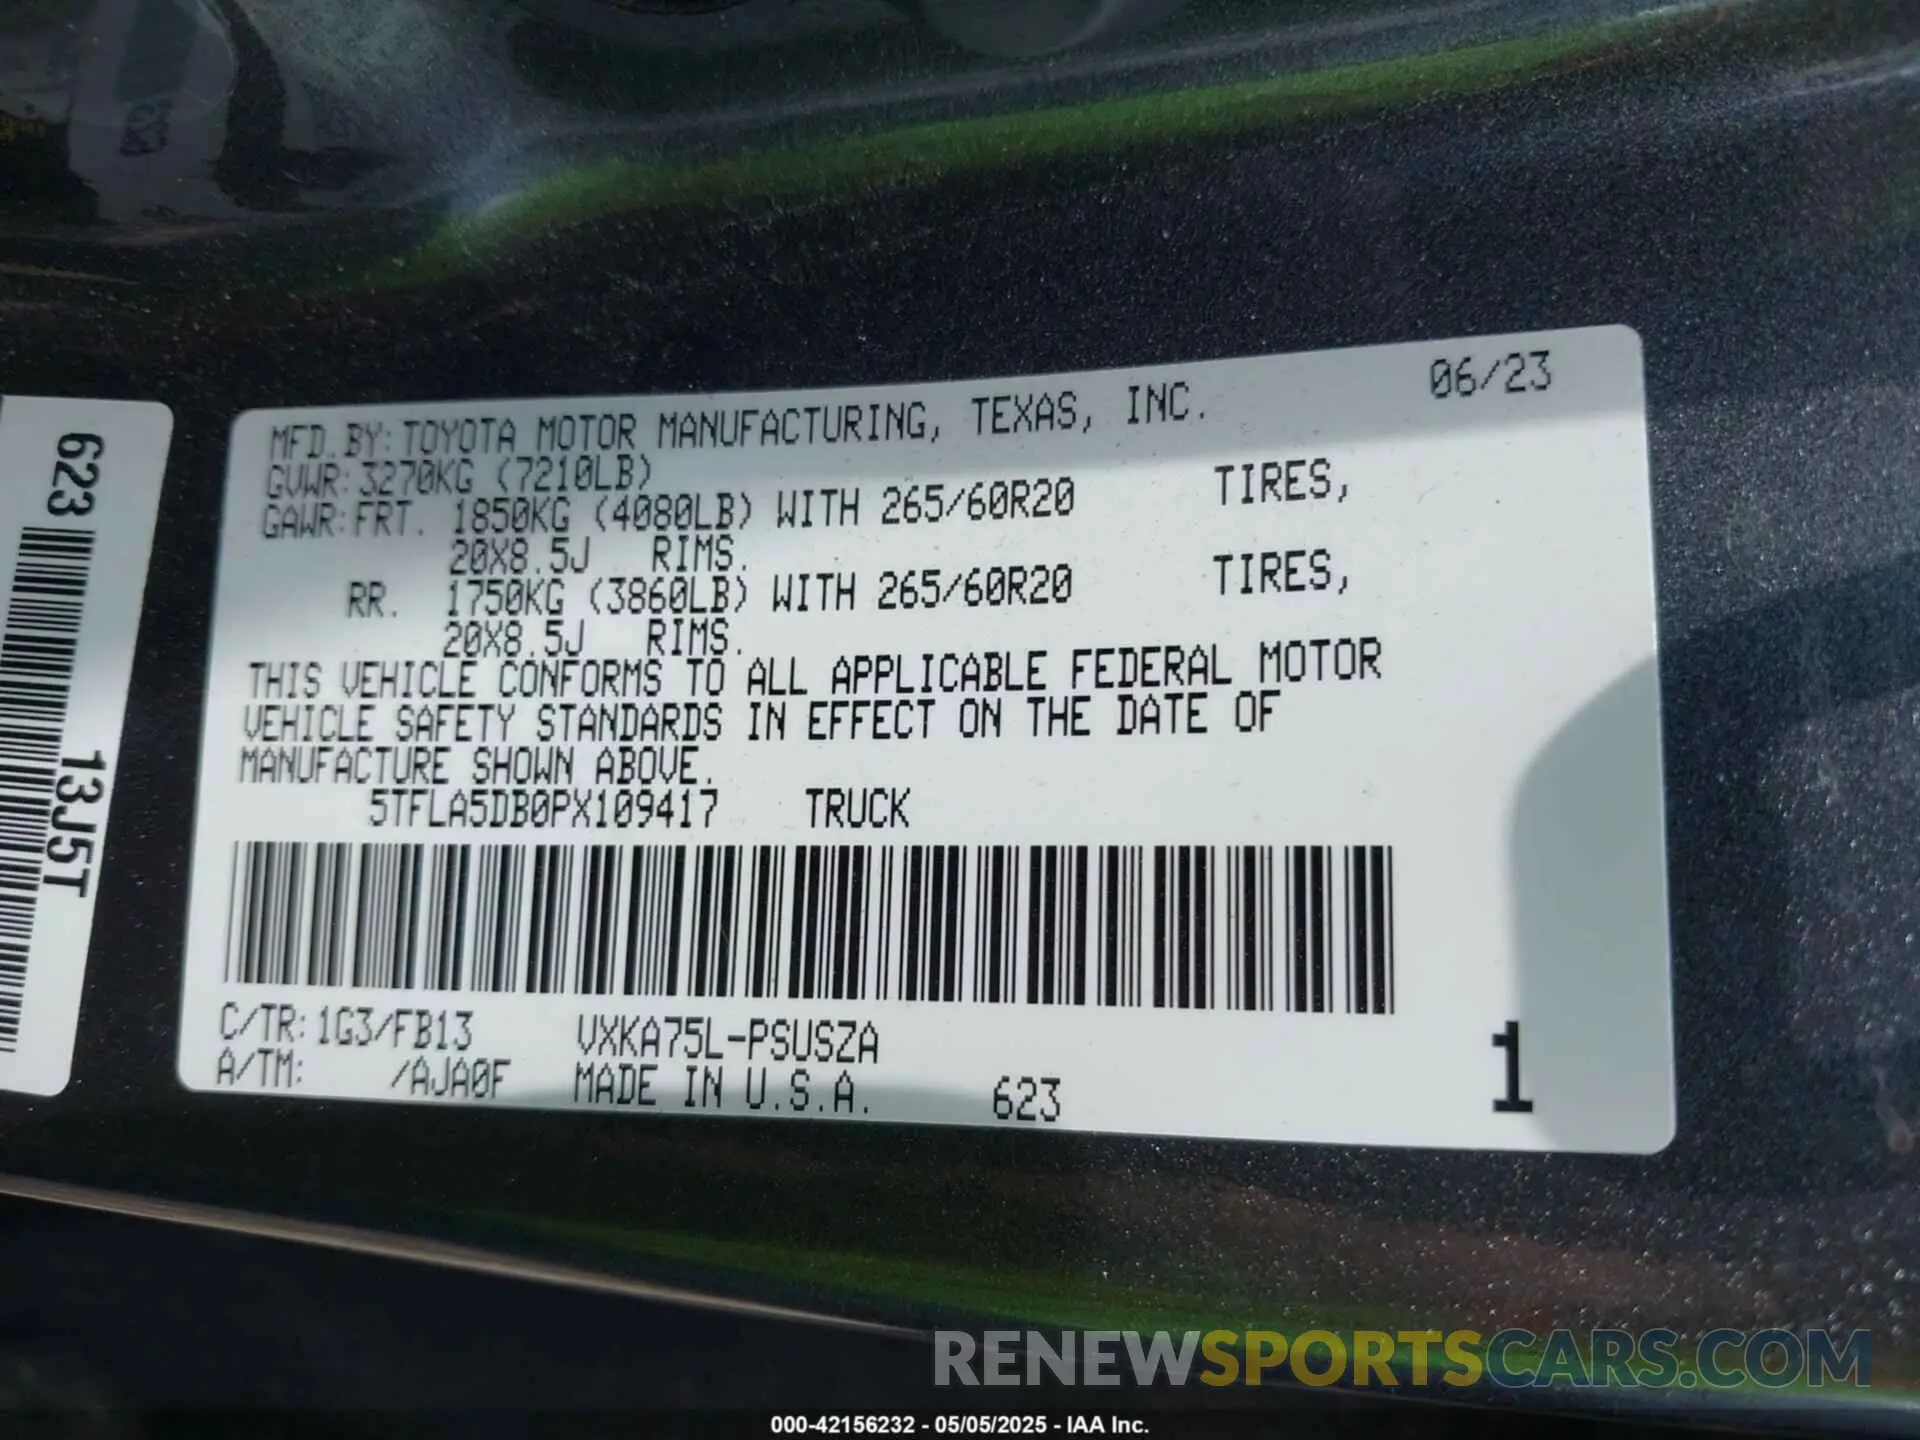 MFD.BY:TOYOTA MOTOR MANUFACTURING, TEXAS, INC. 06/23
GVWR:3270KG (7210LB)
GAWR:FRT. 1850KG (4080LB) WITH 265/60R20 TIRES,
20X8.5J RIMS.
RR. 1750KG (3860LB) WITH 265/60R20 TIRES,
20X8.5J RIMS.
THIS VEHICLE CONFORMS TO ALL APPLICABLE FEDERAL MOTOR
VEHICLE SAFETY STANDARDS IN EFFECT ON THE DATE OF
MANUFACTURE SHOWN ABOVE.
5TFLA5DB0PX109417 TRUCK
C/TR:1G3/FB13 VXKA75L-PSUSZA
A/TM: /AJA0F MADE IN U.S.A. 623
1
623
13J5T
RENEWSPORTSCARS.COM
000-42156232 - 05/05/2025 - IAA Inc.